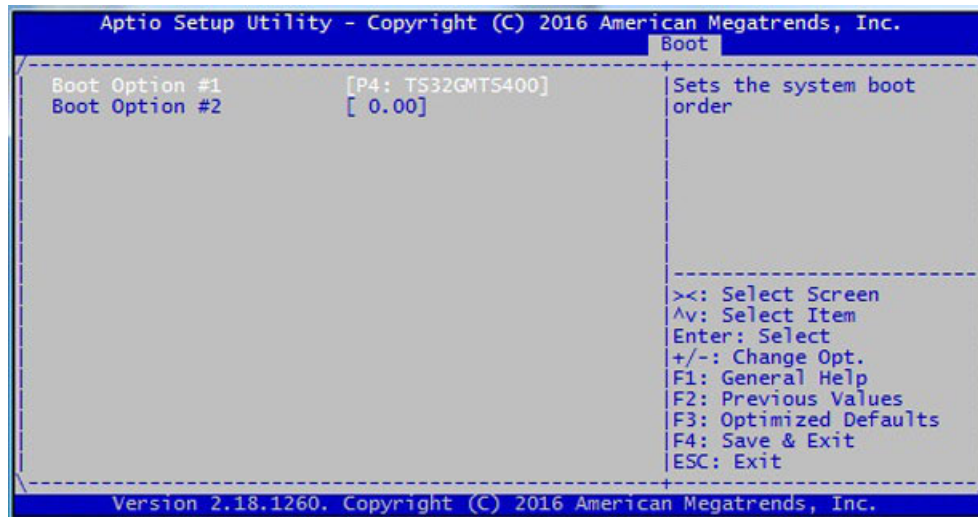 Aptio Setup Utility - Copyright (C) 2016 American Megatrends, Inc.
Boot
Boot Option #1 [P4: TS32GMTS400]
Boot Option #2 [ 0.00]
Sets the system boot
order
><: Select Screen
^v: Select Item
Enter: Select
+/-: Change Opt.
F1: General Help
F2: Previous Values
F3: Optimized Defaults
F4: Save & Exit
ESC: Exit
Version 2.18.1260. Copyright (C) 2016 American Megatrends, Inc.